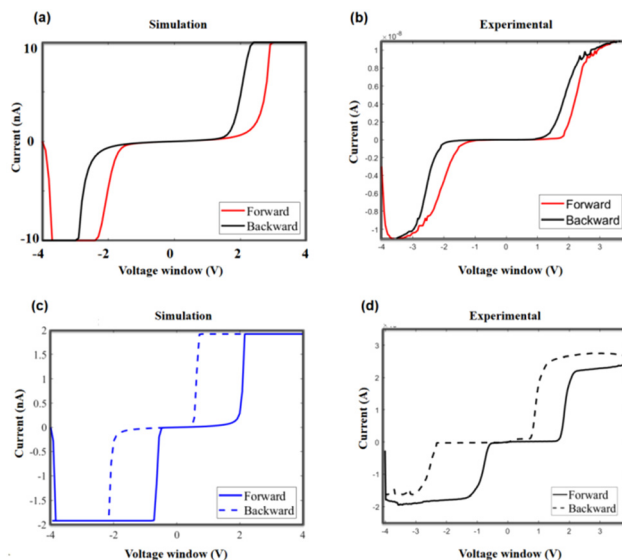 (a)
Simulation
10
0
-10
-4
-2
0
2
4
Current (nA)
Voltage window (V)
Forward
Backward
(b)
Experimental
1
0.8
0.6
0.4
0.2
0
-0.2
-0.4
-0.6
-0.8
-1
-4
-3
-2
-1
0
1
2
3
Current (A)
Voltage window (V)
Forward
Backward
(c)
Simulation
2
1.5
1
0.5
0
-0.5
-1
-1.5
-2
-4
-2
0
2
4
Current (nA)
Voltage window (V)
Forward
Backward
(d)
Experimental
3
2
1
0
-1
-2
-4
-3
-2
-1
0
1
2
3
Current (A)
Voltage window (V)
Forward
Backward